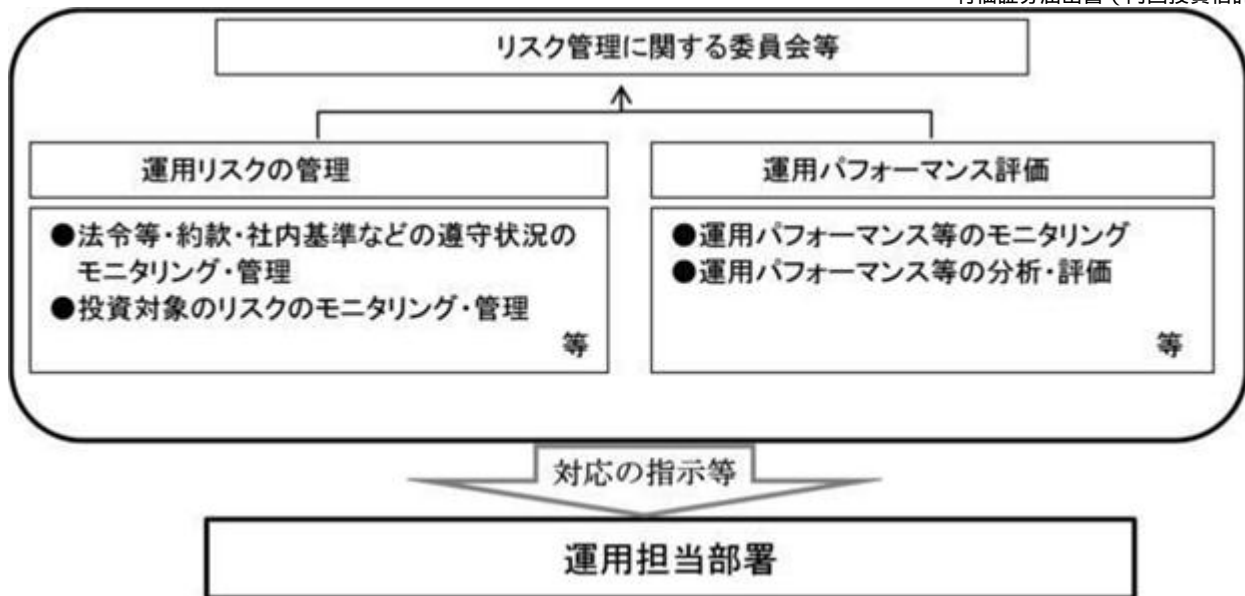 リスク管理に関する委員会等
運用リスクの管理
●法令等・約款・社内基準などの遵守状況の
モニタリング・管理
●投資対象のリスクのモニタリング・管理
等
運用パフォーマンス評価
●運用パフォーマンス等のモニタリング
●運用パフォーマンス等の分析・評価
等
対応の指示等
運用担当部署